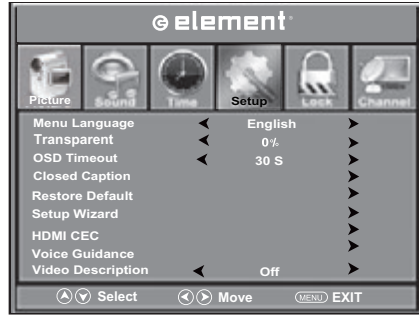 element
Picture Sound Time Setup Lock Channel
Menu Language English
Transparent 0%
OSD Timeout 30 S
Closed Caption
Restore Default
Setup Wizard
HDMI CEC
Voice Guidance
Video Description Off
Select Move MENU EXIT